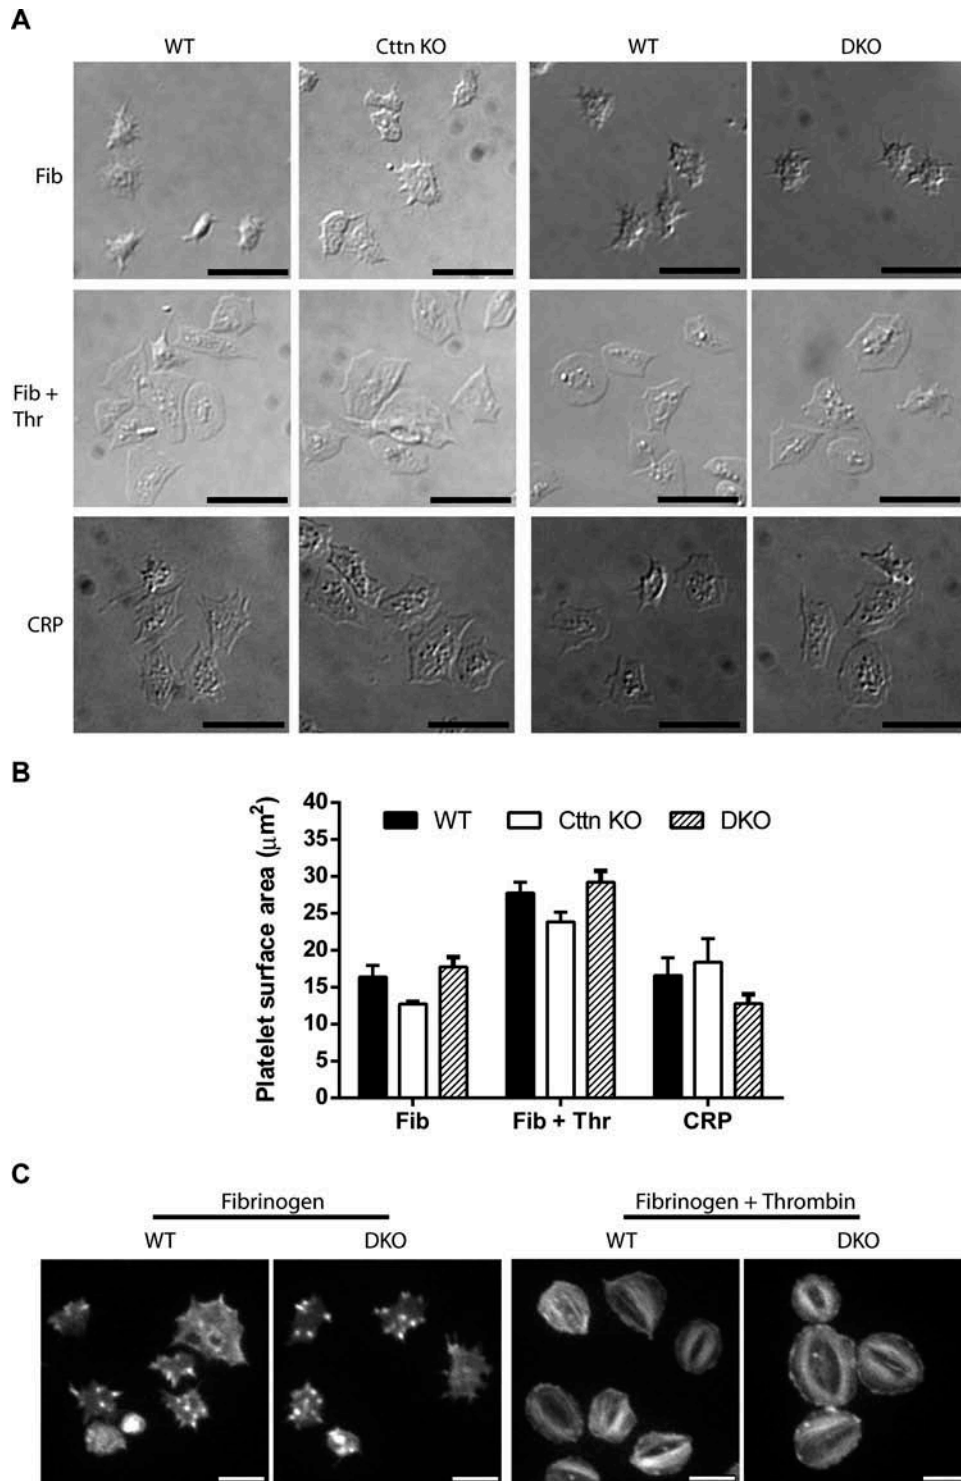 A
WT Cttn KO WT DKO
Fib
Fib +
Thr
CRP
B
Platelet surface area (μm²)
40
35
30
25
20
15
10
5
0
WT Cttn KO DKO
Fib Fib + Thr CRP
C
Fibrinogen Fibrinogen + Thrombin
WT DKO WT DKO